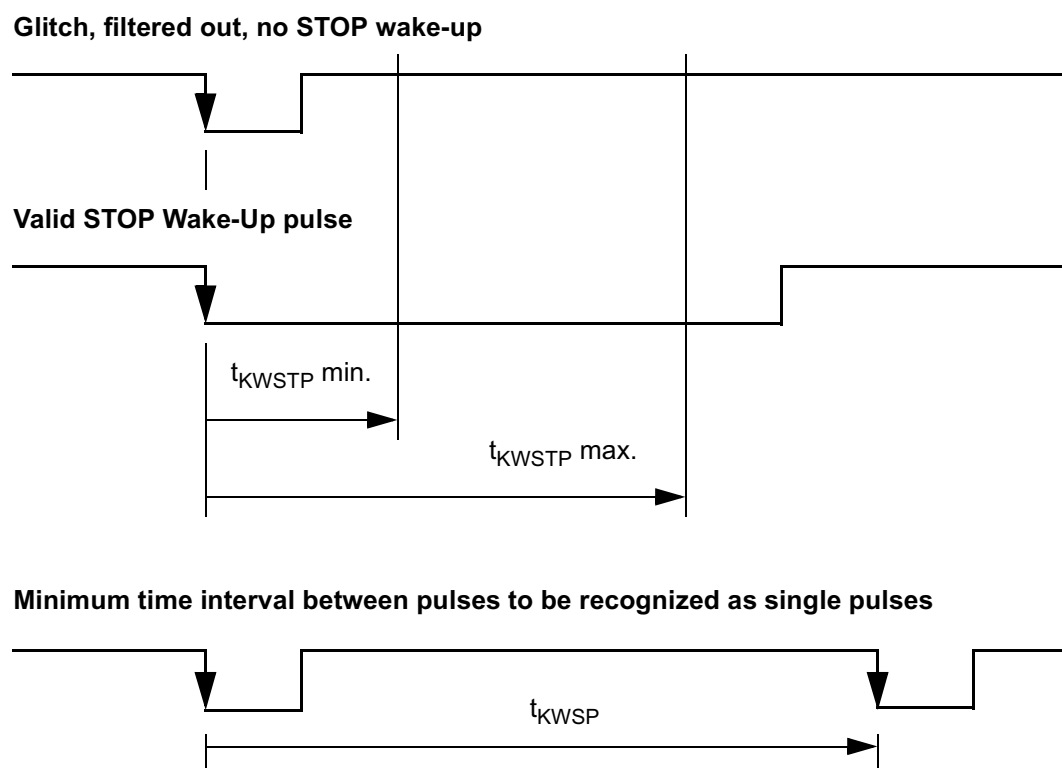 Glitch, filtered out, no STOP wake-up
Valid STOP Wake-Up pulse
tKWSTP min.
tKWSTP max.
Minimum time interval between pulses to be recognized as single pulses
tKWSP